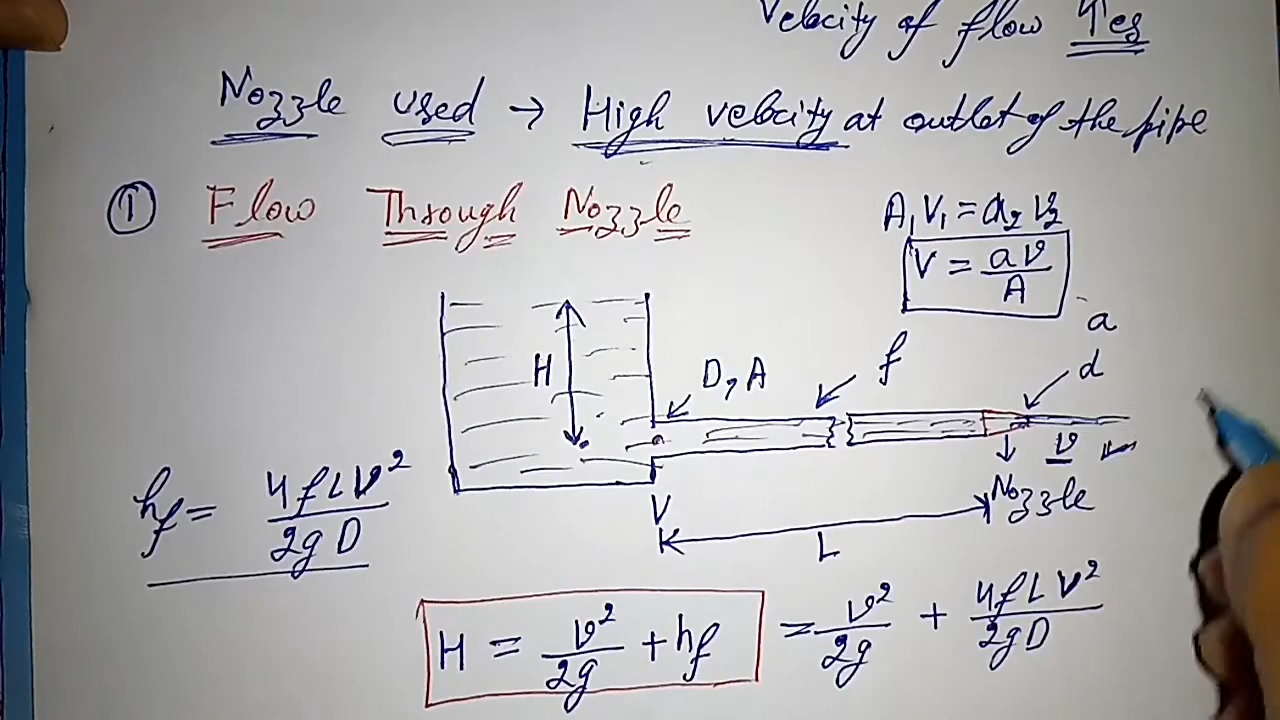 Velocity of flow Yes
Nozzle used → High velocity at outlet of the pipe
① Flow Through Nozzle
A₁V₁ = a₂v₂
V = av/A
a
H
D, A
f
d
v
Nozzle
V
L
hf = 4fLV²/2gD
H = v²/2g + hf = v²/2g + 4fLV²/2gD